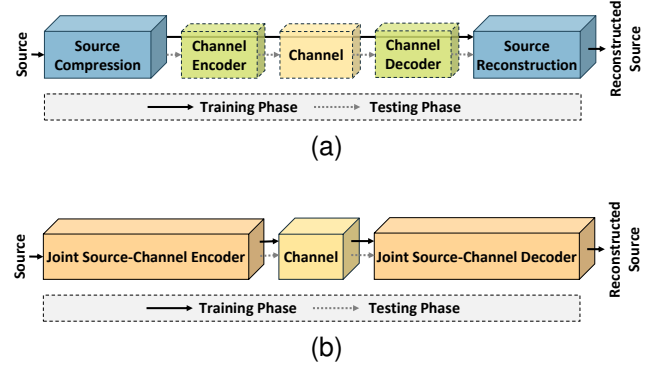 Source
Source
Compression
Channel
Encoder
Channel
Channel
Decoder
Source
Reconstruction
Reconstructed
Source
Training Phase
Testing Phase
(a)
Source
Joint Source-Channel Encoder
Channel
Joint Source-Channel Decoder
Reconstructed
Source
Training Phase
Testing Phase
(b)